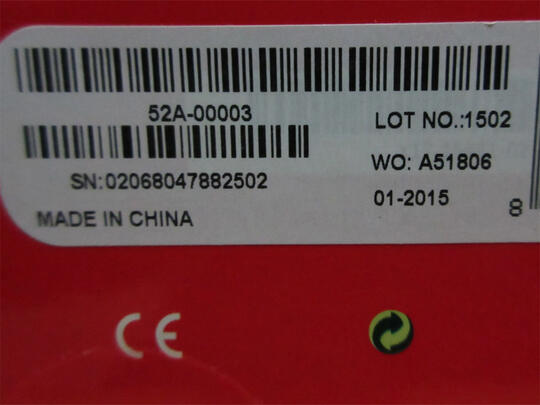 52A-00003
LOT NO.:1502
WO: A51806
SN:02068047882502
01-2015
8
MADE IN CHINA
CE